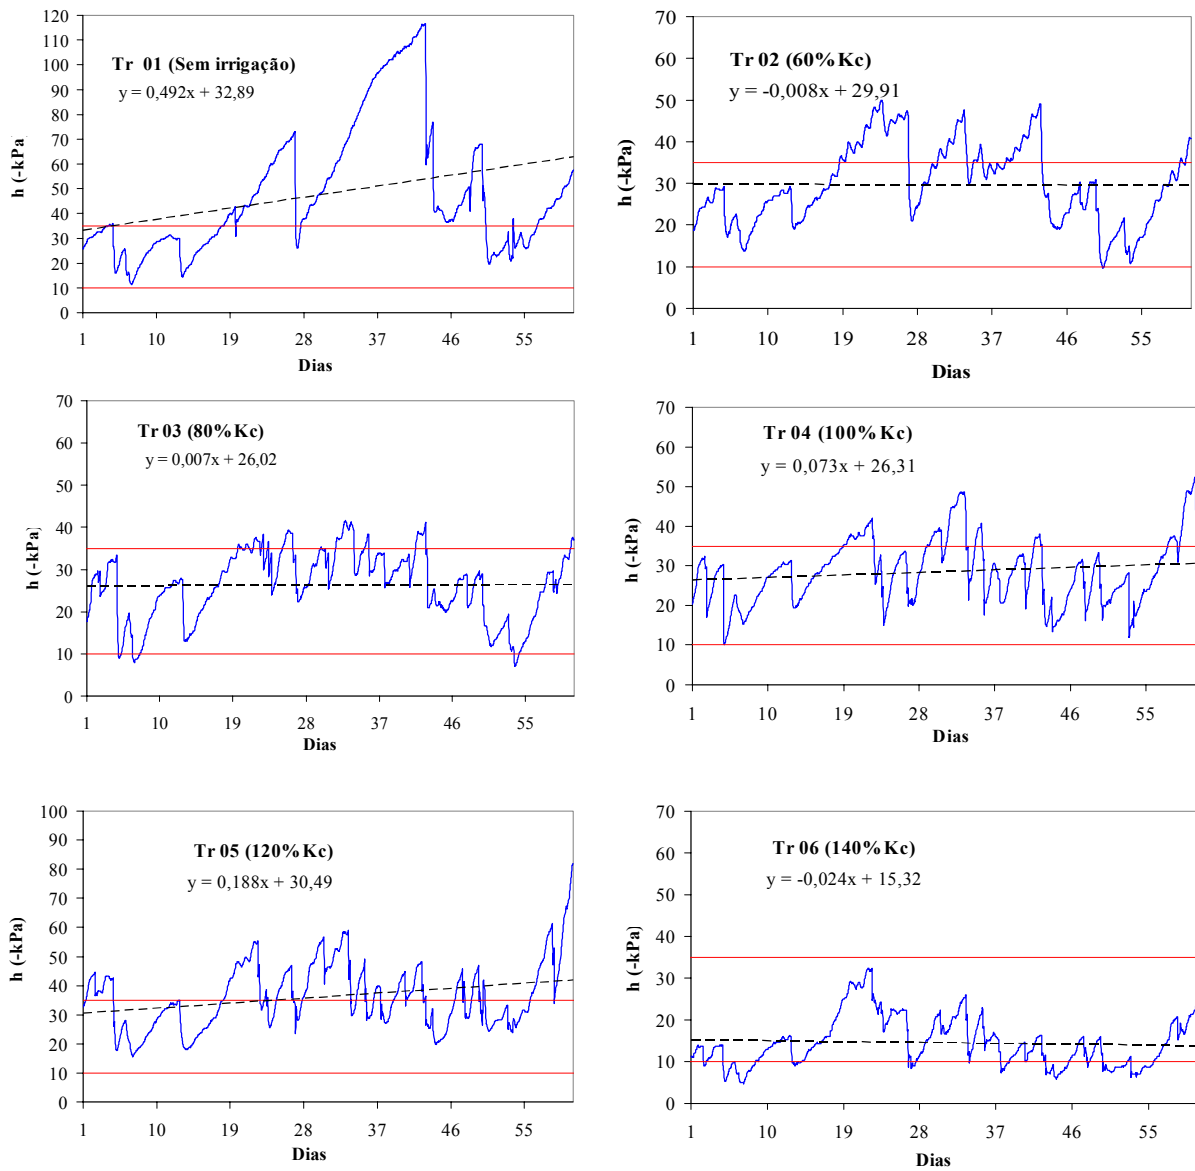 Tr 01 (Sem irrigação)
y = 0,492x + 32,89
h (-kPa)
120
110
100
90
80
70
60
50
40
30
20
10
0
1 10 19 28 37 46 55
Dias
Tr 02 (60%Kc)
y = -0,008x + 29,91
h (-kPa)
70
60
50
40
30
20
10
0
1 10 19 28 37 46 55
Dias
Tr 03 (80%Kc)
y = 0,007x + 26,02
h (-kPa)
70
60
50
40
30
20
10
0
1 10 19 28 37 46 55
Dias
Tr 04 (100%Kc)
y = 0,073x + 26,31
h (-kPa)
70
60
50
40
30
20
10
0
1 10 19 28 37 46 55
Dias
Tr 05 (120%Kc)
y = 0,188x + 30,49
h (-kPa)
100
90
80
70
60
50
40
30
20
10
0
1 10 19 28 37 46 55
Dias
Tr 06 (140%Kc)
y = -0,024x + 15,32
h (-kPa)
70
60
50
40
30
20
10
0
1 10 19 28 37 46 55
Dias